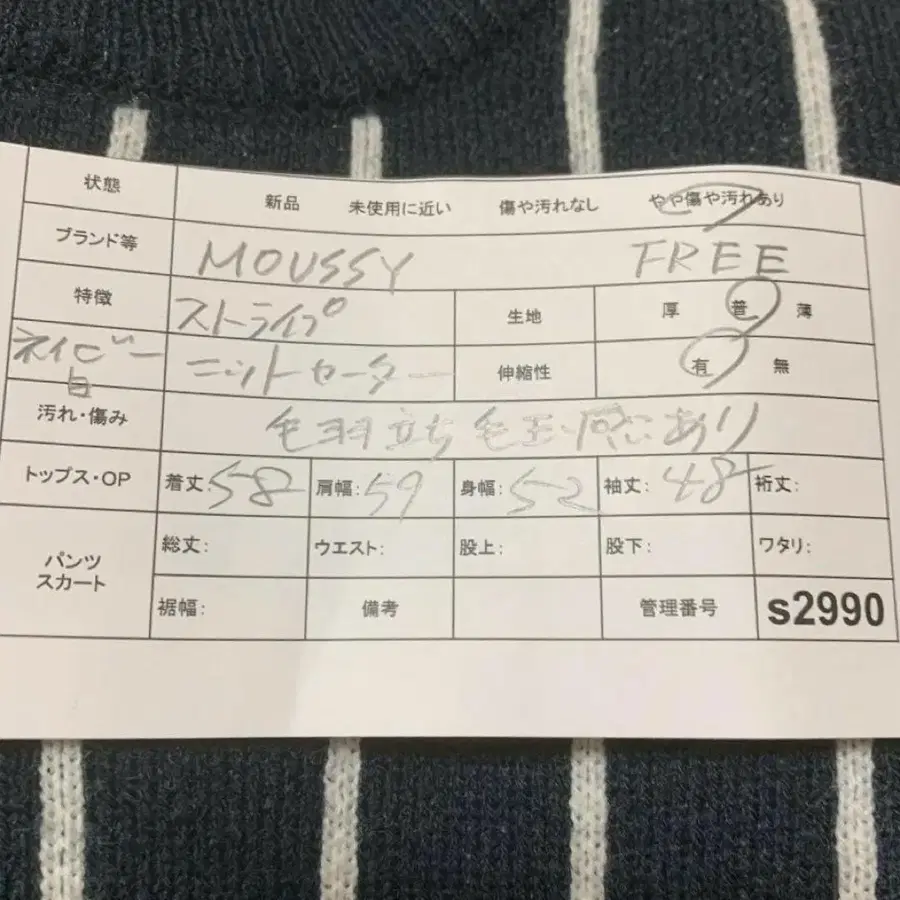 状態 新品 未使用に近い 傷や汚れなし やや傷や汚れあり
ブランド等 MOUSSY FREE
特徴 ストライプ 生地 厚 普 薄
ネイビー 白 ニットセーター 伸縮性 有 無
汚れ・傷み 毛羽立ち 毛玉 あり
トップス・OP 着丈:58 肩幅:59 身幅:52 袖丈:48 裄丈:
パンツ スカート 総丈: ウエスト: 股上: 股下: ワタリ:
裾幅: 備考 管理番号 s2990